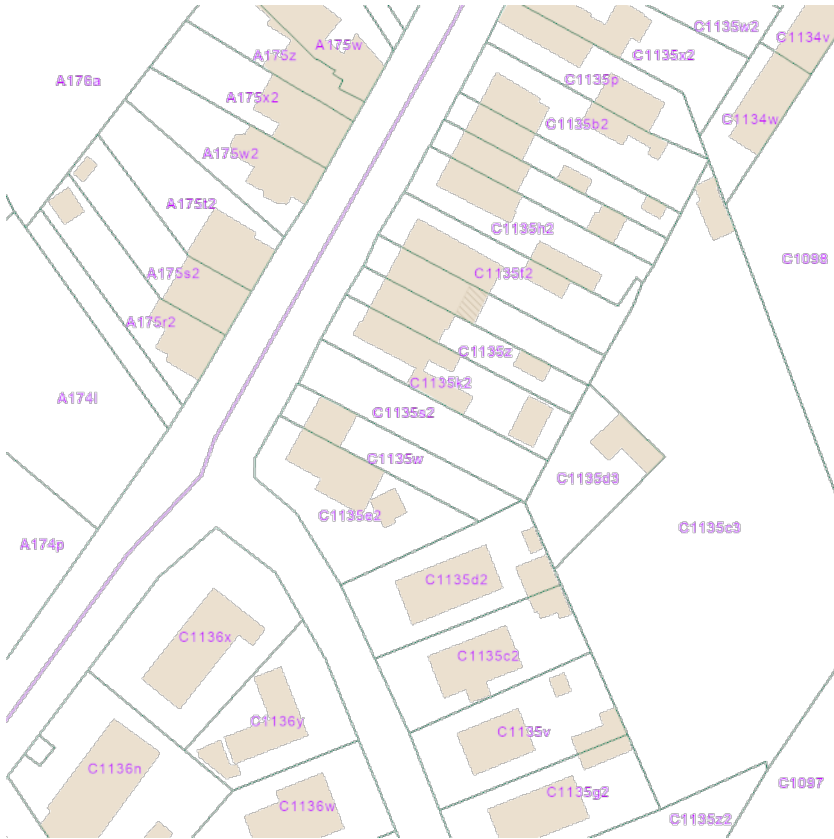 C1135w2
C1134v
A175w
A175z
C1135x2
A176a
C1135p
A175x2
C1134w
C1135b2
A175w2
A175t2
C1135h2
C1098
A175s2
C1135f2
A175r2
C1135z
C1135k2
A174l
C1135s2
C1135w
C1135d3
C1135e2
C1135c3
A174p
C1135d2
C1136x
C1135c2
C1136y
C1135v
C1136n
C1097
C1135g2
C1136w
C1135z2